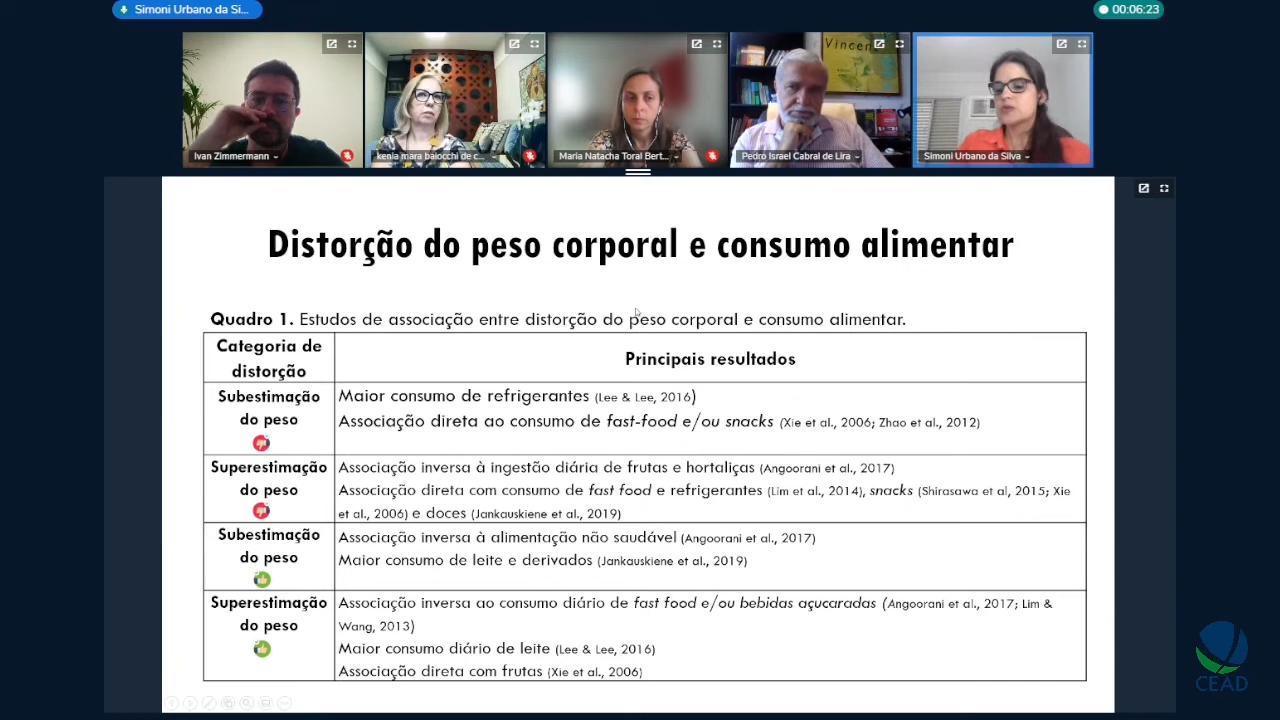 Simoni Urbano da Si...
00:06:23
Vincen
Ivan Zimmermann
kenia mara baiocchi de c...
Maria Natacha Toral Bert...
Pedro Israel Cabral de Lira
Simoni Urbano da Silva
Distorção do peso corporal e consumo alimentar
Quadro 1. Estudos de associação entre distorção do peso corporal e consumo alimentar.
Categoria de
distorção
Principais resultados
Subestimação
do peso
Maior consumo de refrigerantes (Lee & Lee, 2016)
Associação direta ao consumo de fast-food e/ou snacks (Xie et al., 2006; Zhao et al., 2012)
Superestimação
do peso
Associação inversa à ingestão diária de frutas e hortaliças (Angoorani et al., 2017)
Associação direta com consumo de fast food e refrigerantes (Lim et al., 2014), snacks (Shirasawa et al, 2015; Xie
et al., 2006) e doces (Jankauskiene et al., 2019)
Subestimação
do peso
Associação inversa à alimentação não saudável (Angoorani et al., 2017)
Maior consumo de leite e derivados (Jankauskiene et al., 2019)
Superestimação
do peso
Associação inversa ao consumo diário de fast food e/ou bebidas açucaradas (Angoorani et al., 2017; Lim &
Wang, 2013)
Maior consumo diário de leite (Lee & Lee, 2016)
Associação direta com frutas (Xie et al., 2006)
CEAD